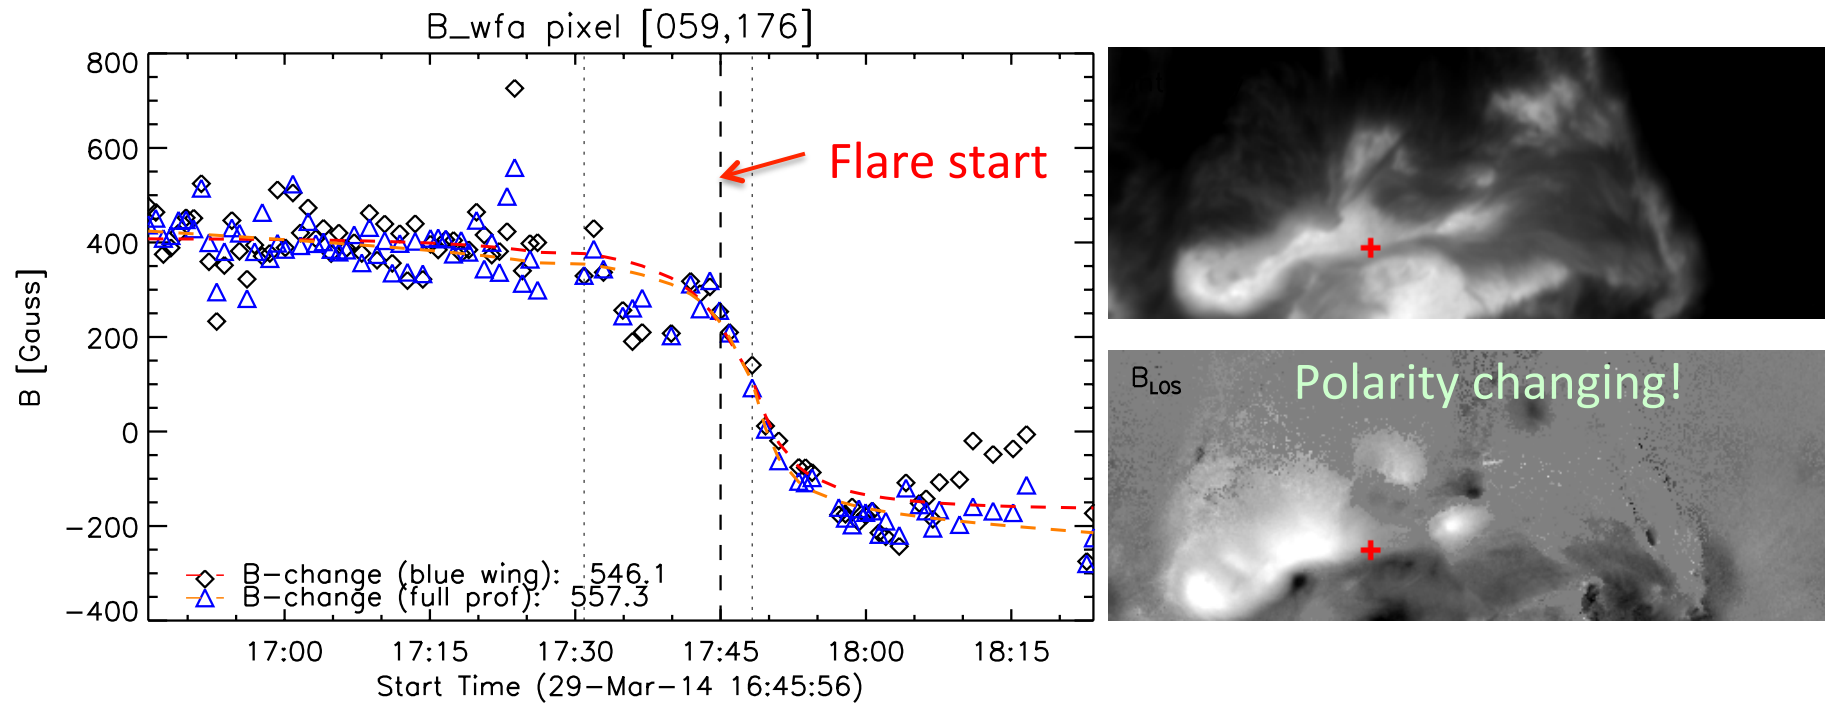 B_wfa pixel [059,176]
800
600
400
200
0
−200
−400
B [Gauss]
Flare start
B−change (blue wing): 546.1
B−change (full prof): 557.3
17:00 17:15 17:30 17:45 18:00 18:15
Start Time (29−Mar−14 16:45:56)
BLOS
Polarity changing!